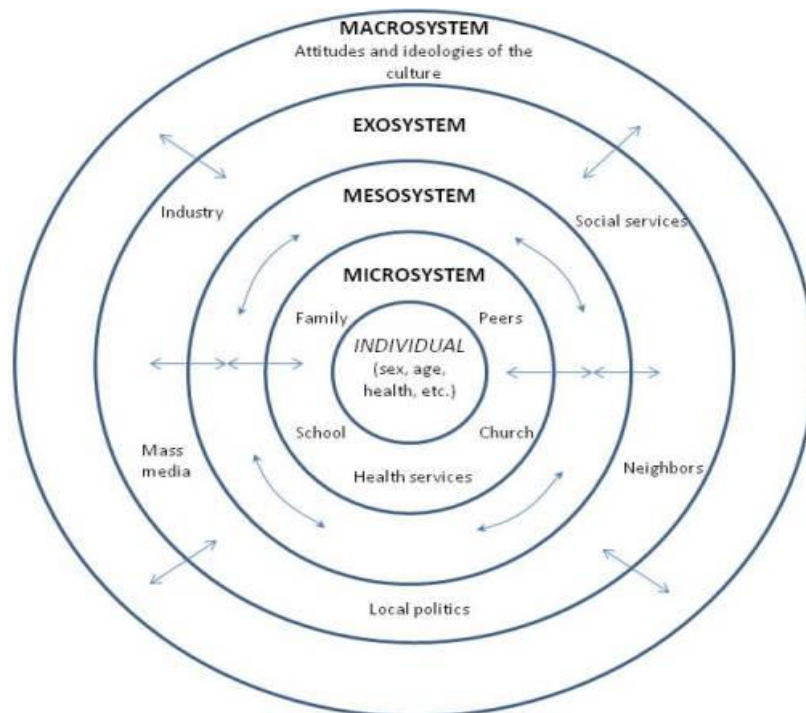 MACROSYSTEM
Attitudes and ideologies of the
culture
EXOSYSTEM
MESOSYSTEM
Industry
Social services
MICROSYSTEM
Family
Peers
INDIVIDUAL
(sex, age,
health, etc.)
School
Church
Mass
media
Health services
Neighbors
Local politics